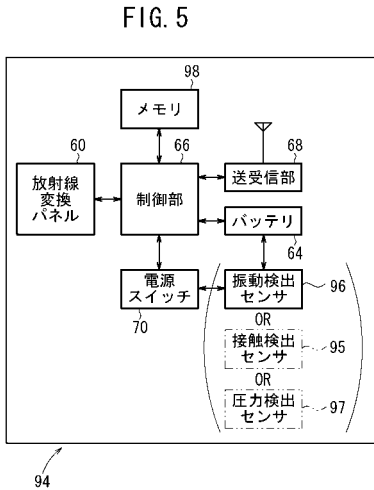 FIG. 5
98
メモリ
60
放射線
変換
パネル
66
制御部
68
送受信部
バッテリ
64
電源
スイッチ
70
振動検出
センサ
96
OR
接触検出
センサ
95
OR
圧力検出
センサ
97
94